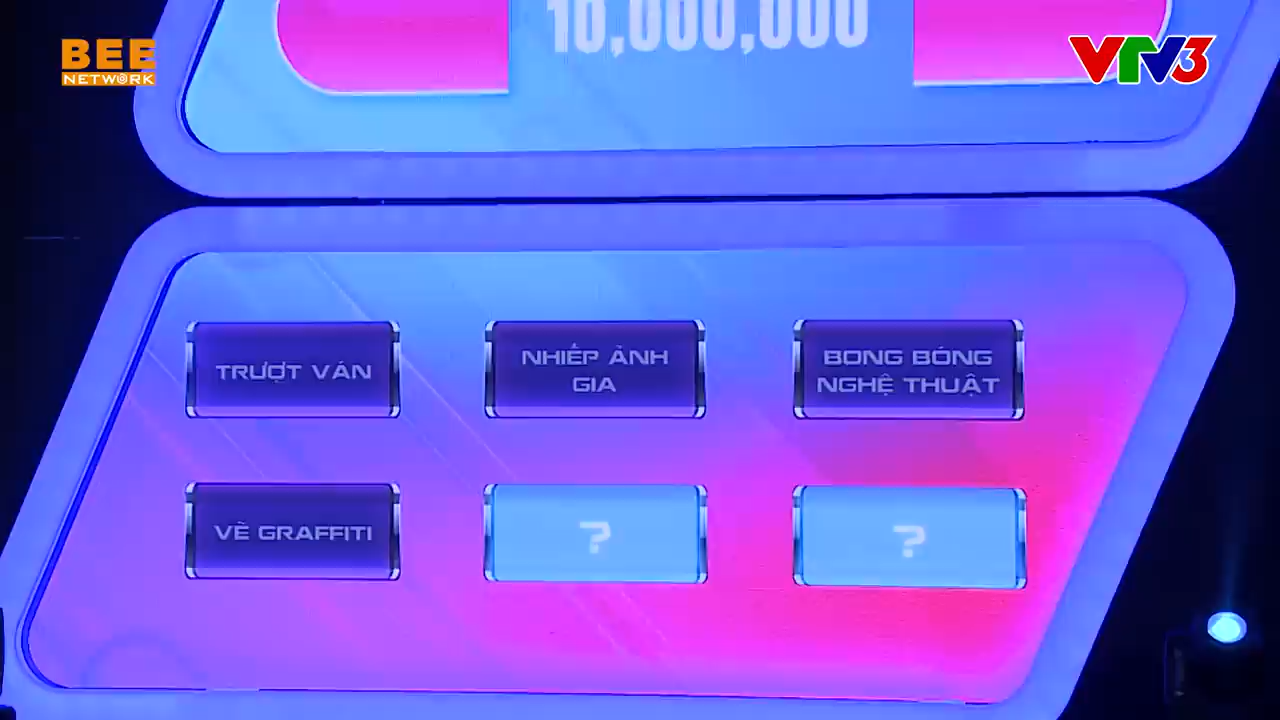 10,000,000
BEE
NETWORK
VTV3
TRƯỢT VÁN
NHIẾP ẢNH
GIA
BONG BÓNG
NGHỆ THUẬT
VẼ GRAFFITI
?
?